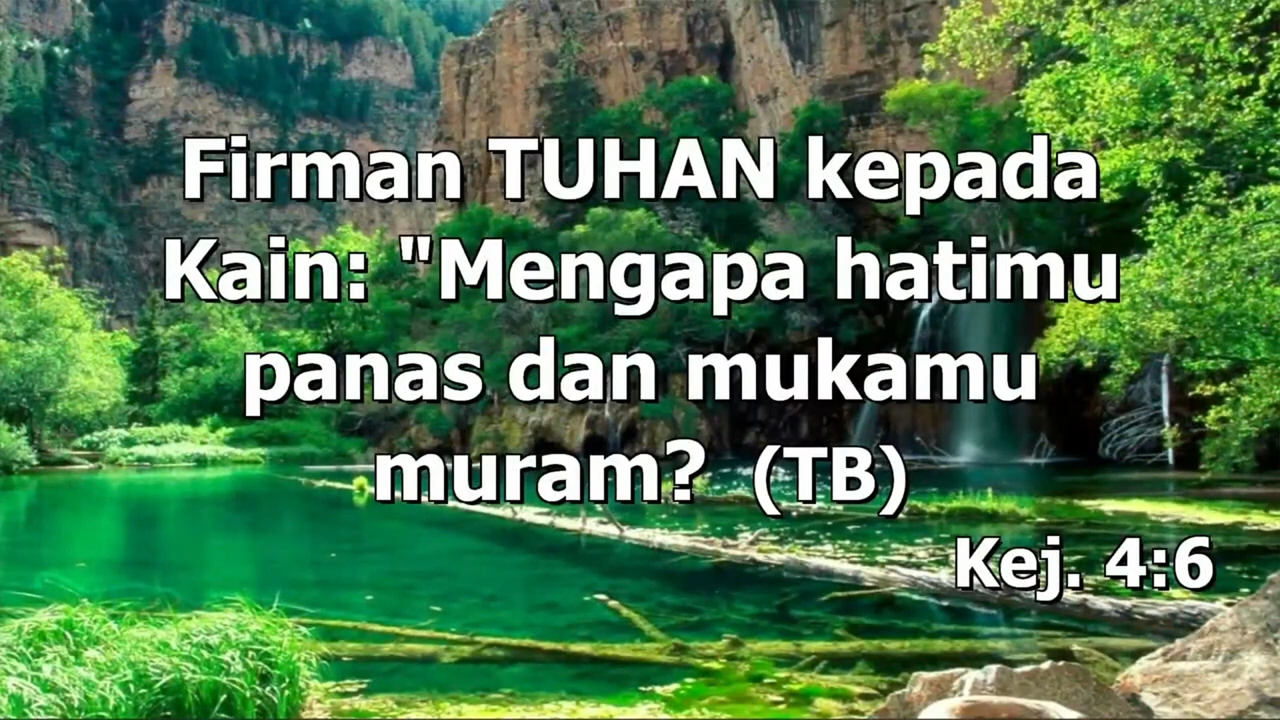 Firman TUHAN kepada
Kain: "Mengapa hatimu
panas dan mukamu
muram? (TB)
Kej. 4:6